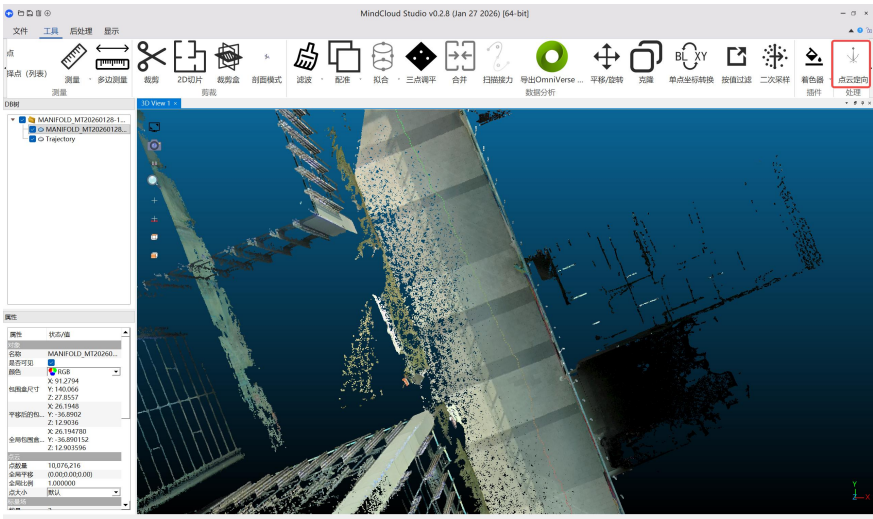 MindCloud Studio v0.2.8 (Jan 27 2026) [64-bit]
文件 工具 后处理 显示
点
择点（列表） 测量 多边测量 裁剪 2D切片 裁剪盒 剖面模式 滤波 配准 拟合 三点调平 合并 扫描接力 导出OmniVerse ... 平移/旋转 克隆 单点坐标转换 按值过滤 二次采样 着色器 点云定向
BL XY
测量 剪裁 数据分析 插件 处理
DB树
3D View 1 ×
MANIFOLD_MT20260128-1...
MANIFOLD_MT20260128...
Trajectory
属性
属性 状态/值
对象
名称 MANIFOLD_MT20260...
是否可见
颜色 RGB
包围盒尺寸 X: 91.2794
Y: 140.066
Z: 27.8557
平移后的包... X: 26.1948
Y: -36.8902
Z: 12.9036
全局包围盒... X: 26.194780
Y: -36.890152
Z: 12.903596
点云
点数量 10,076,216
全局平移 (0.00;0.00;0.00)
全局比例 1.000000
点大小 默认
Y
Z X